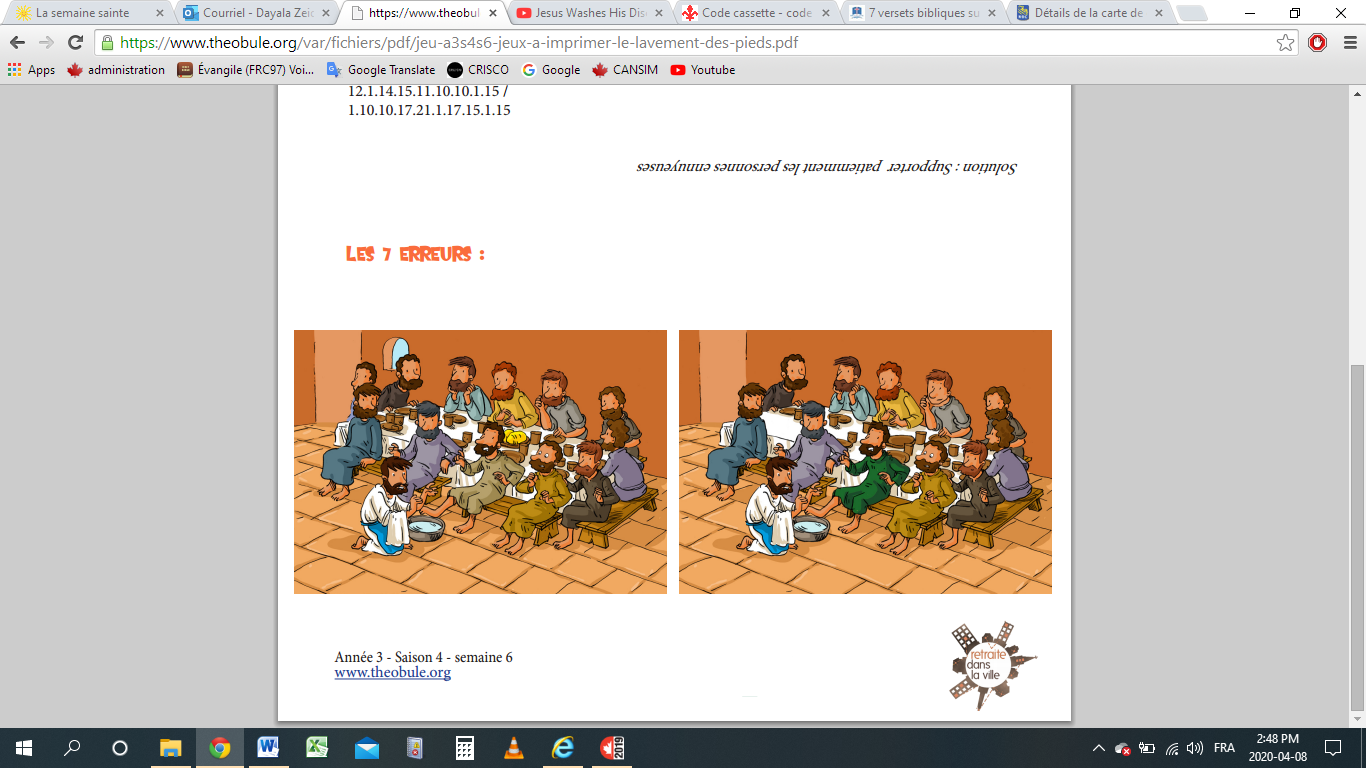 La semaine sainte
Courriel - Dayala Zeic
https://www.theobul
Jesus Washes His Dis
Code cassette - code
7 versets bibliques su
Détails de la carte de
https://www.theobule.org/var/fichiers/pdf/jeu-a3s4s6-jeux-a-imprimer-le-lavement-des-pieds.pdf
Apps
administration
Évangile (FRC97) Voi...
Google Translate
CRISCO
Google
CANSIM
Youtube
12.1.14.15.11.10.10.1.15 /
1.10.10.17.21.1.17.15.1.15
Solution : Supporter patiemment les personnes ennuyeuses
LES 7 ERREURS :
Année 3 - Saison 4 - semaine 6
www.theobule.org
retraite
dans
la ville
FRA
2:48 PM
2020-04-08